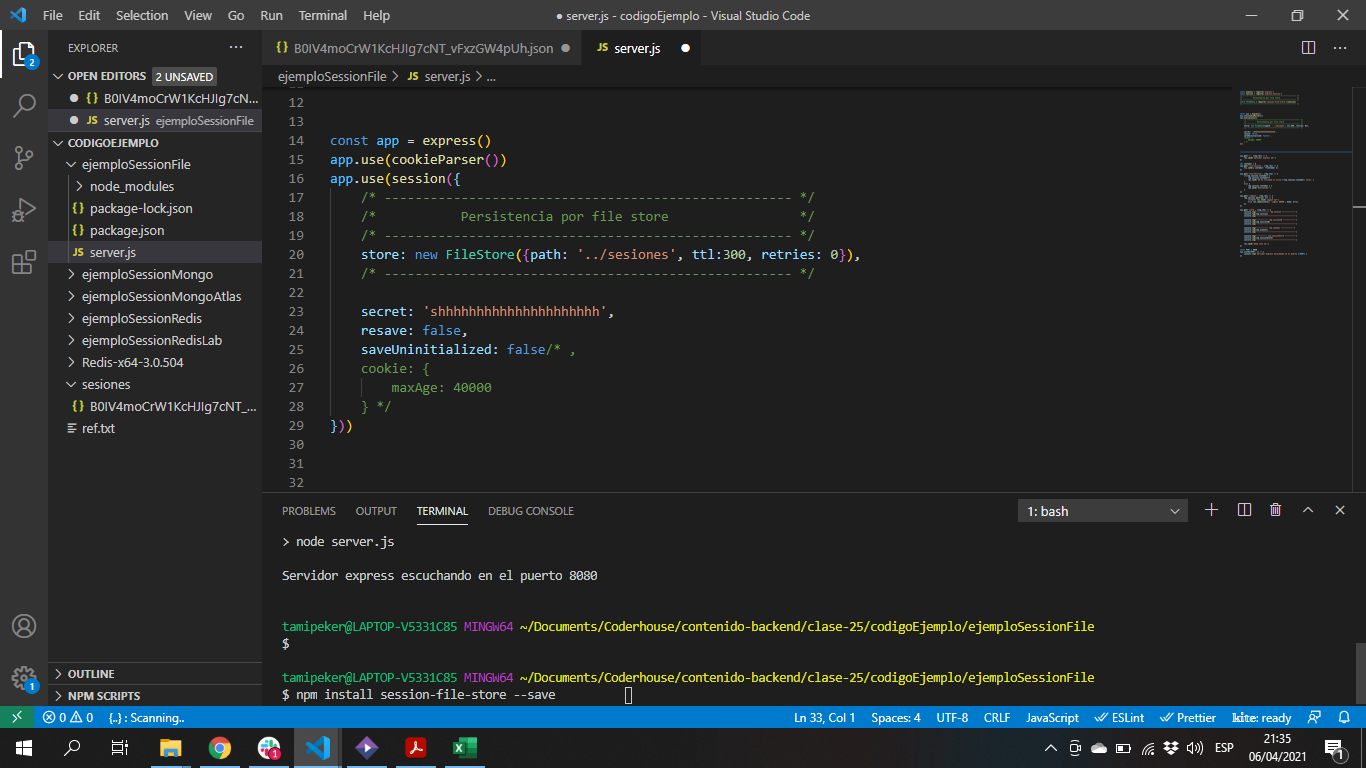 File Edit Selection View Go Run Terminal Help
● server.js - codigoEjemplo - Visual Studio Code
EXPLORER
OPEN EDITORS 2 UNSAVED
{} B0IV4moCrW1KcHJIg7cN...
JS server.js ejemploSessionFile
CODIGOEJEMPLO
ejemploSessionFile
node_modules
{} package-lock.json
{} package.json
JS server.js
ejemploSessionMongo
ejemploSessionMongoAtlas
ejemploSessionRedis
ejemploSessionRedisLab
Redis-x64-3.0.504
sesiones
{} B0IV4moCrW1KcHJIg7cNT_...
ref.txt
OUTLINE
NPM SCRIPTS
2
1
{} B0IV4moCrW1KcHJIg7cNT_vFxzGW4pUh.json ●
JS server.js ●
ejemploSessionFile > JS server.js > ...
12
13
14 const app = express()
15 app.use(cookieParser())
16 app.use(session({
17 /* ----------------------------------------------------- */
18 /* Persistencia por file store */
19 /* ----------------------------------------------------- */
20 store: new FileStore({path: '../sesiones', ttl:300, retries: 0}),
21 /* ----------------------------------------------------- */
22
23 secret: 'shhhhhhhhhhhhhhhhhhhhh',
24 resave: false,
25 saveUninitialized: false/* ,
26 cookie: {
27 maxAge: 40000
28 } */
29 }))
30
31
32
PROBLEMS OUTPUT TERMINAL DEBUG CONSOLE
1: bash
> node server.js
Servidor express escuchando en el puerto 8080
tamipeker@LAPTOP-V5331C85 MINGW64 ~/Documents/Coderhouse/contenido-backend/clase-25/codigoEjemplo/ejemploSessionFile
$
tamipeker@LAPTOP-V5331C85 MINGW64 ~/Documents/Coderhouse/contenido-backend/clase-25/codigoEjemplo/ejemploSessionFile
$ npm install session-file-store --save
0 0 {..} : Scanning..
Ln 33, Col 1 Spaces: 4 UTF-8 CRLF JavaScript ESLint Prettier kite: ready
1
ESP
21:35
06/04/2021
1